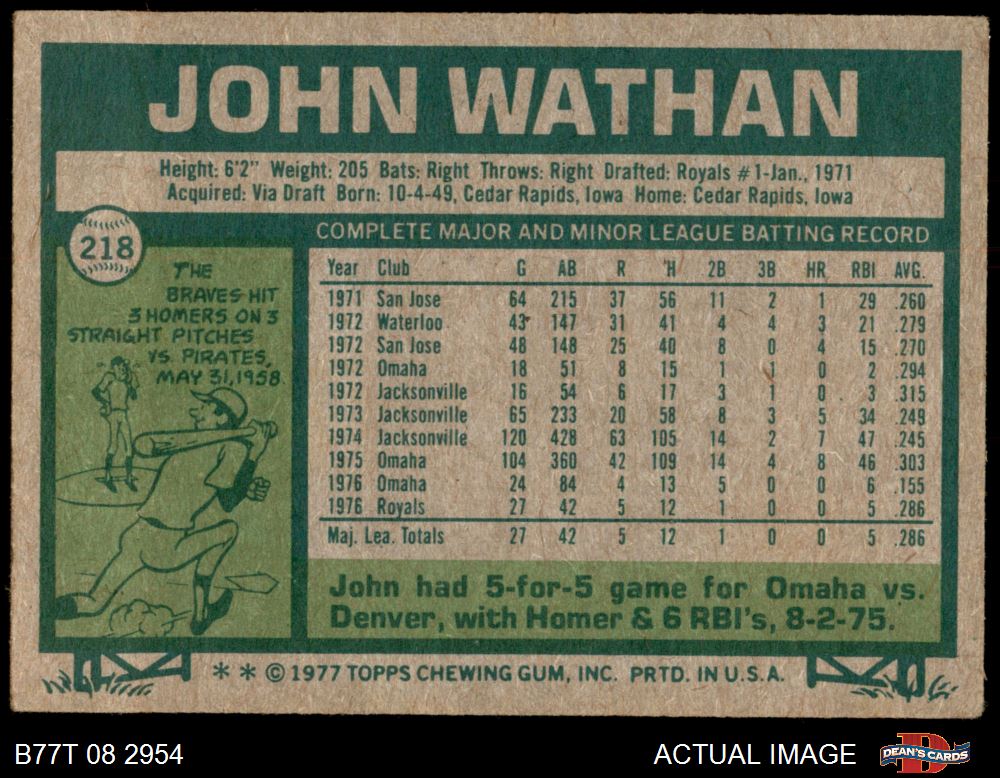 JOHN WATHAN
Height: 6'2" Weight: 205 Bats: Right Throws: Right Drafted: Royals #1-Jan., 1971
Acquired: Via Draft Born: 10-4-49, Cedar Rapids, Iowa Home: Cedar Rapids, Iowa
218
THE
BRAVES HIT
3 HOMERS ON 3
STRAIGHT PITCHES
VS. PIRATES,
MAY 31, 1958
COMPLETE MAJOR AND MINOR LEAGUE BATTING RECORD
Year Club G AB R H 2B 3B HR RBI AVG.
1971 San Jose 64 215 37 56 11 2 1 29 .260
1972 Waterloo 43 147 31 41 4 4 3 21 .279
1972 San Jose 48 148 25 40 8 0 4 15 .270
1972 Omaha 18 51 8 15 1 1 0 2 .294
1972 Jacksonville 16 54 6 17 3 1 0 3 .315
1973 Jacksonville 65 233 20 58 8 3 5 34 .249
1974 Jacksonville 120 428 63 105 14 2 7 47 .245
1975 Omaha 104 360 42 109 14 4 8 46 .303
1976 Omaha 24 84 4 13 5 0 0 6 .155
1976 Royals 27 42 5 12 1 0 0 5 .286
Maj. Lea. Totals 27 42 5 12 1 0 0 5 .286
John had 5-for-5 game for Omaha vs.
Denver, with Homer & 6 RBI's, 8-2-75.
* * © 1977 TOPPS CHEWING GUM, INC. PRTD. IN U.S.A.
B77T 08 2954
ACTUAL IMAGE
DEAN'S CARDS